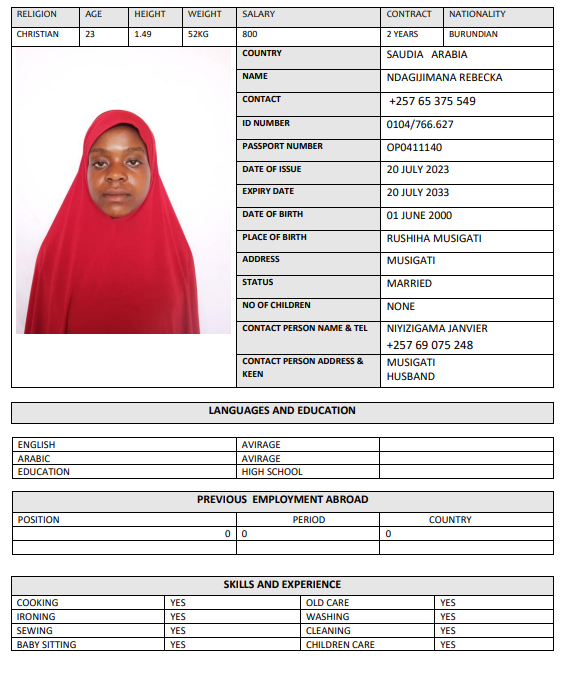 RELIGION AGE HEIGHT WEIGHT SALARY CONTRACT NATIONALITY
CHRISTIAN 23 1.49 52KG 800 2 YEARS BURUNDIAN
COUNTRY SAUDIA ARABIA
NAME NDAGIJIMANA REBECKA
CONTACT +257 65 375 549
ID NUMBER 0104/766.627
PASSPORT NUMBER OP0411140
DATE OF ISSUE 20 JULY 2023
EXPIRY DATE 20 JULY 2033
DATE OF BIRTH 01 JUNE 2000
PLACE OF BIRTH RUSHIHA MUSIGATI
ADDRESS MUSIGATI
STATUS MARRIED
NO OF CHILDREN NONE
CONTACT PERSON NAME & TEL NIYIZIGAMA JANVIER
+257 69 075 248
CONTACT PERSON ADDRESS & MUSIGATI
KEEN HUSBAND
LANGUAGES AND EDUCATION
ENGLISH AVIRAGE
ARABIC AVIRAGE
EDUCATION HIGH SCHOOL
PREVIOUS EMPLOYMENT ABROAD
POSITION PERIOD COUNTRY
0 0 0
SKILLS AND EXPERIENCE
COOKING YES OLD CARE YES
IRONING YES WASHING YES
SEWING YES CLEANING YES
BABY SITTING YES CHILDREN CARE YES